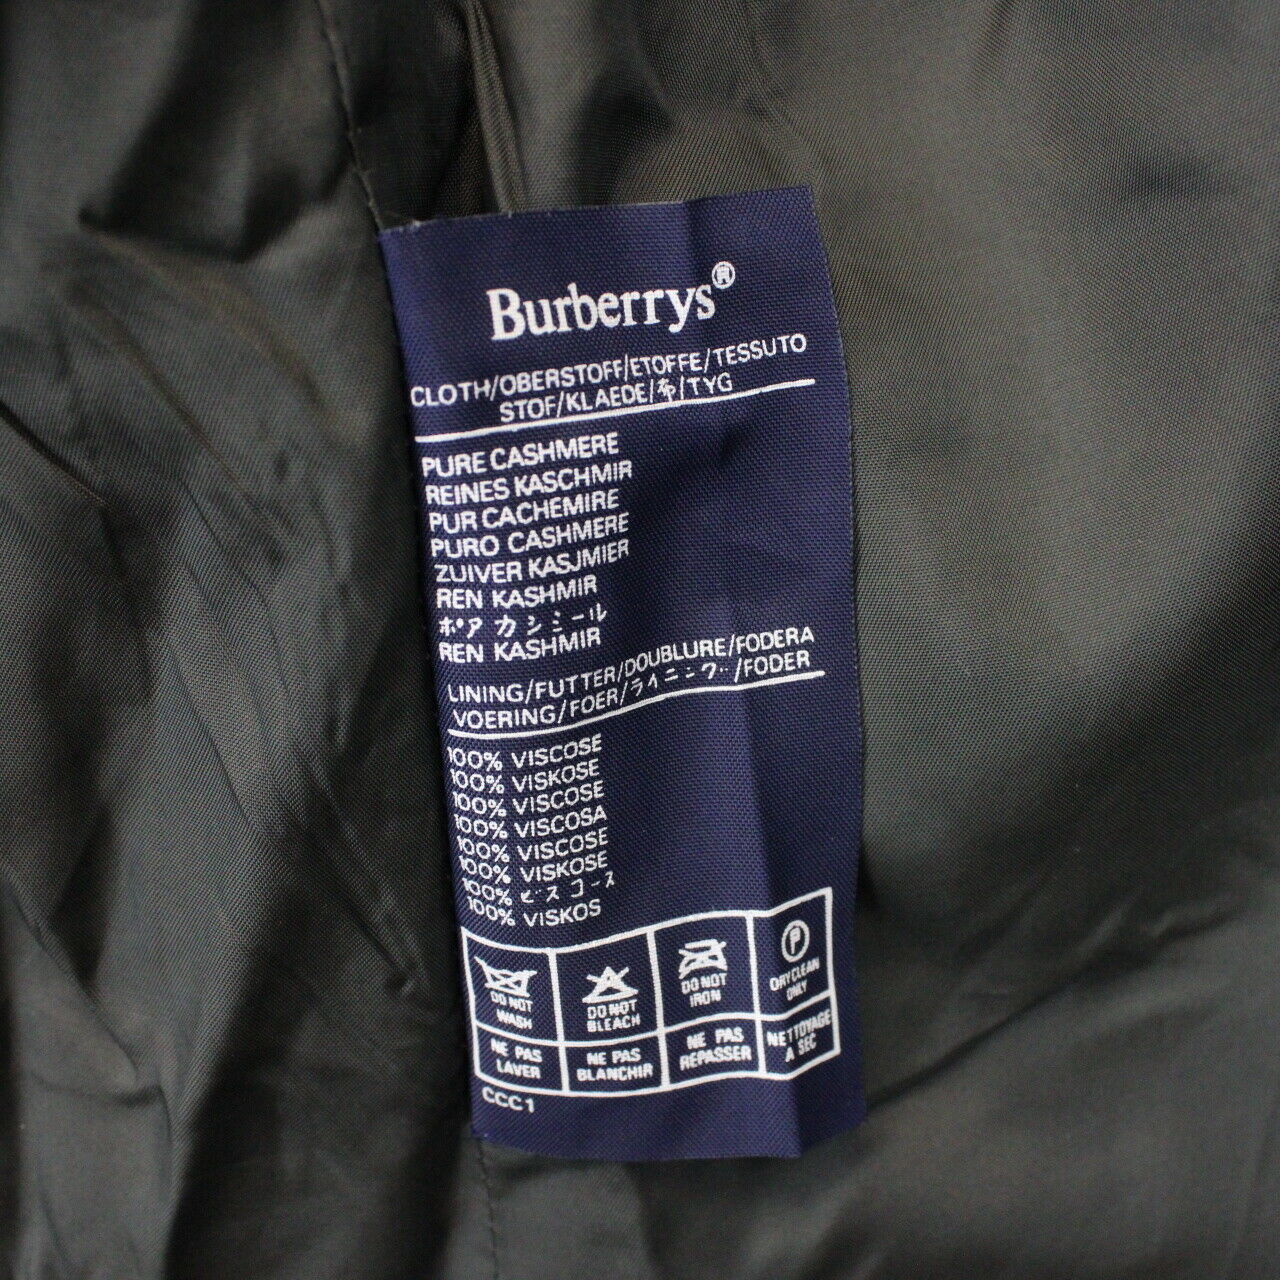 Burberrys®
CLOTH/OBERSTOFF/ETOFFE/TESSUTO
STOF/KLAEDE/布/TYG
PURE CASHMERE
REINES KASCHMIR
PUR CACHEMIRE
PURO CASHMERE
ZUIVER KASJMIER
REN KASHMIR
ポア カシミール
REN KASHMIR
LINING/FUTTER/DOUBLURE/FODERA
VOERING/FOER/ライニング/FODER
100% VISCOSE
100% VISKOSE
100% VISCOSE
100% VISCOSA
100% VISCOSE
100% VISKOSE
100% ビスコース
100% VISKOS
DO NOT WASH
DO NOT BLEACH
DO NOT IRON
P
DRY CLEAN ONLY
NE PAS LAVER
NE PAS BLANCHIR
NE PAS REPASSER
NETTOYAGE A SEC
CCC1